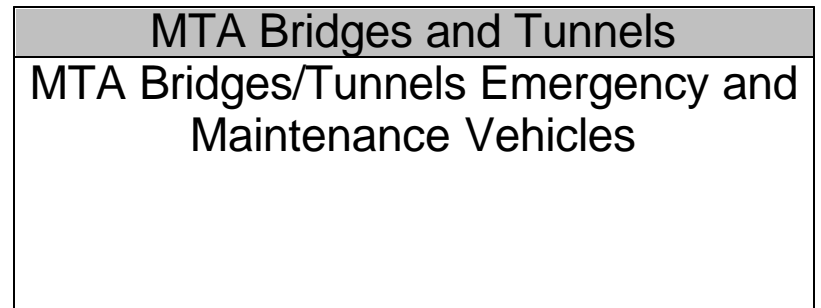 MTA Bridges and Tunnels
MTA Bridges/Tunnels Emergency and
Maintenance Vehicles